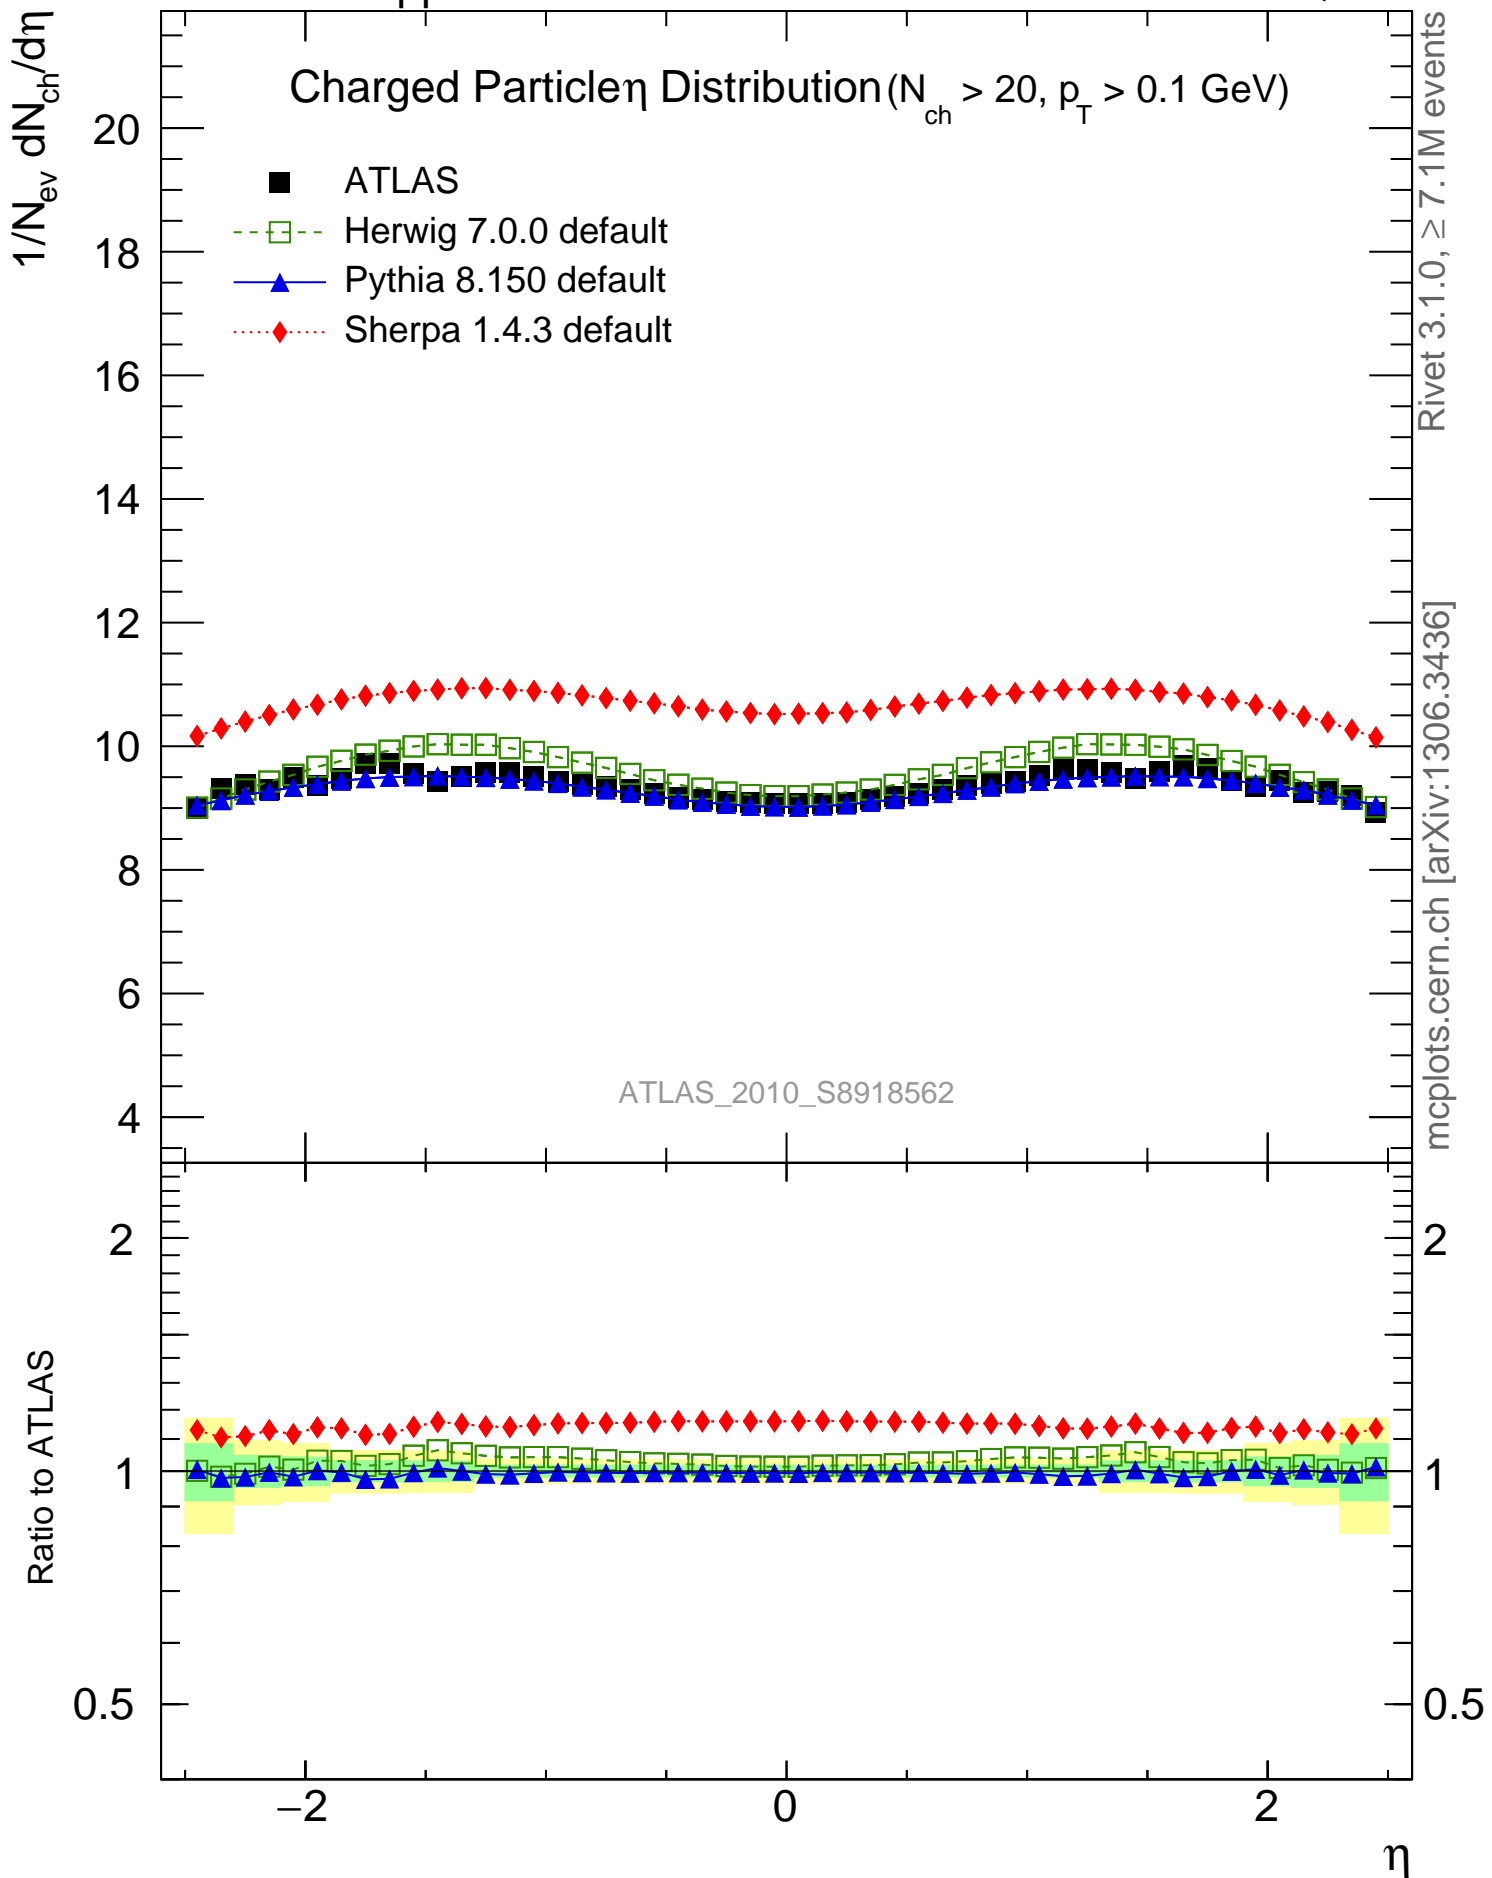 pp
1/N_ev dN_ch/dη
Charged Particle η Distribution (N_ch > 20, p_T > 0.1 GeV)
ATLAS
Herwig 7.0.0 default
Pythia 8.150 default
Sherpa 1.4.3 default
20
18
16
14
12
10
8
6
4
ATLAS_2010_S8918562
Rivet 3.1.0, ≥ 7.1M events
mcplots.cern.ch [arXiv:1306.3436]
Ratio to ATLAS
2
1
0.5
2
1
0.5
−2
0
2
η